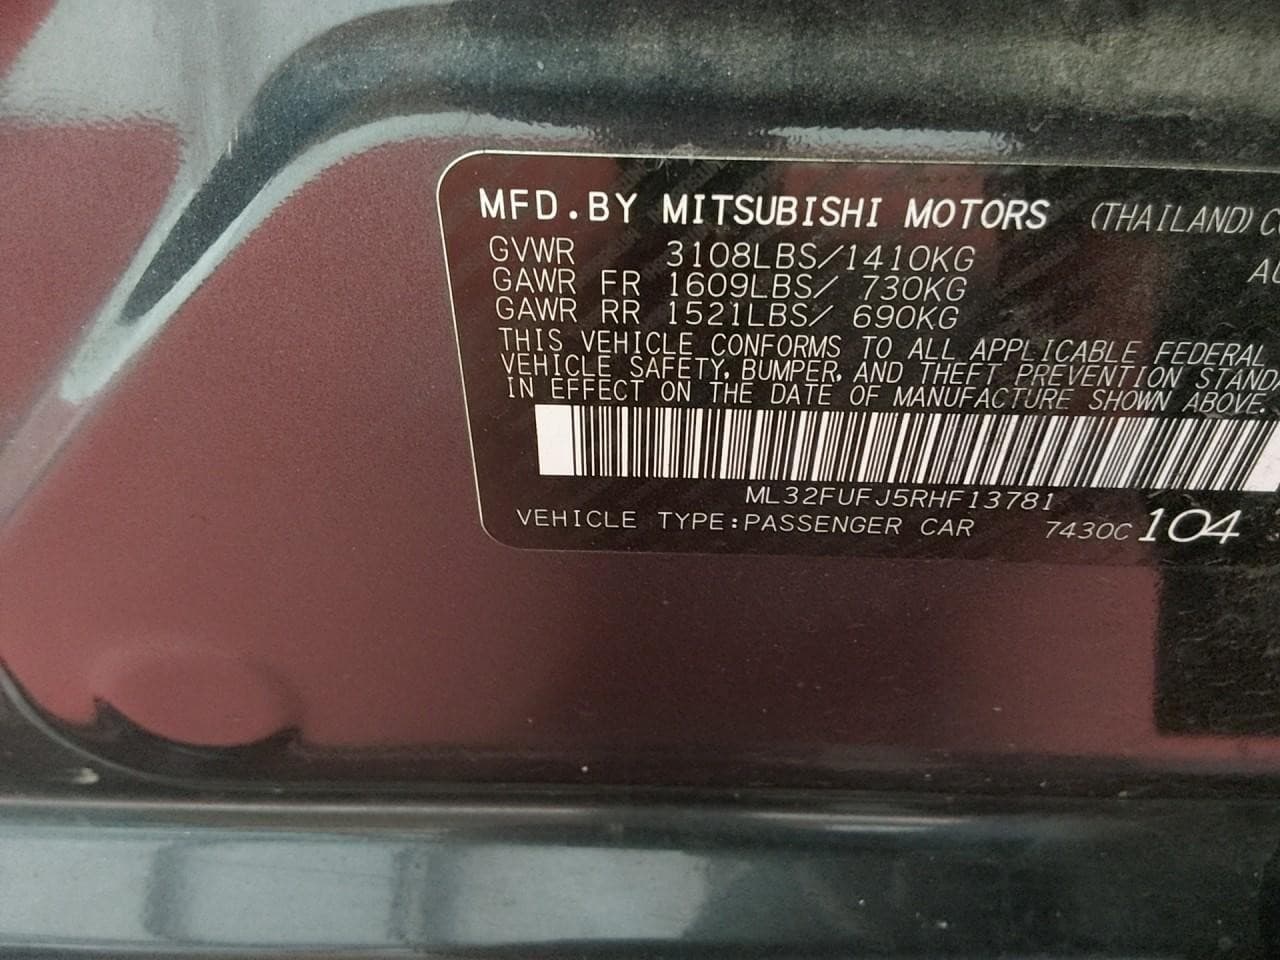 MFD.BY MITSUBISHI MOTORS (THAILAND)
GVWR 3108LBS/1410KG
GAWR FR 1609LBS/ 730KG
GAWR RR 1521LBS/ 690KG
THIS VEHICLE CONFORMS TO ALL APPLICABLE FEDERAL
VEHICLE SAFETY, BUMPER, AND THEFT PREVENTION
IN EFFECT ON THE DATE OF MANUFACTURE SHOWN ABOVE.
ML32FUFJ5RHF13781
VEHICLE TYPE:PASSENGER CAR 7430C 104